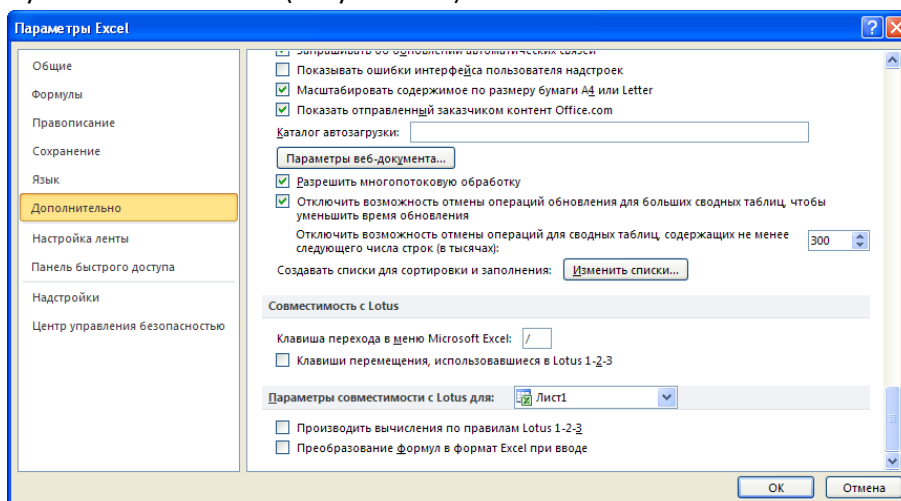 Параметры Excel
Общие
Формулы
Правописание
Сохранение
Язык
Дополнительно
Настройка ленты
Панель быстрого доступа
Надстройки
Центр управления безопасностью
Запрашивать об обновлении автоматических связей
Показывать ошибки интерфейса пользователя надстроек
Масштабировать содержимое по размеру бумаги A4 или Letter
Показать отправленный заказчиком контент Office.com
Каталог автозагрузки:
Параметры веб-документа...
Разрешить многопотоковую обработку
Отключить возможность отмены операций обновления для больших сводных таблиц, чтобы
уменьшить время обновления
Отключить возможность отмены операций для сводных таблиц, содержащих не менее
следующего числа строк (в тысячах):
300
Создавать списки для сортировки и заполнения: Изменить списки...
Совместимость с Lotus
Клавиша перехода в меню Microsoft Excel: /
Клавиши перемещения, использовавшиеся в Lotus 1-2-3
Параметры совместимости с Lotus для: Лист1
Производить вычисления по правилам Lotus 1-2-3
Преобразование формул в формат Excel при вводе
ОК Отмена